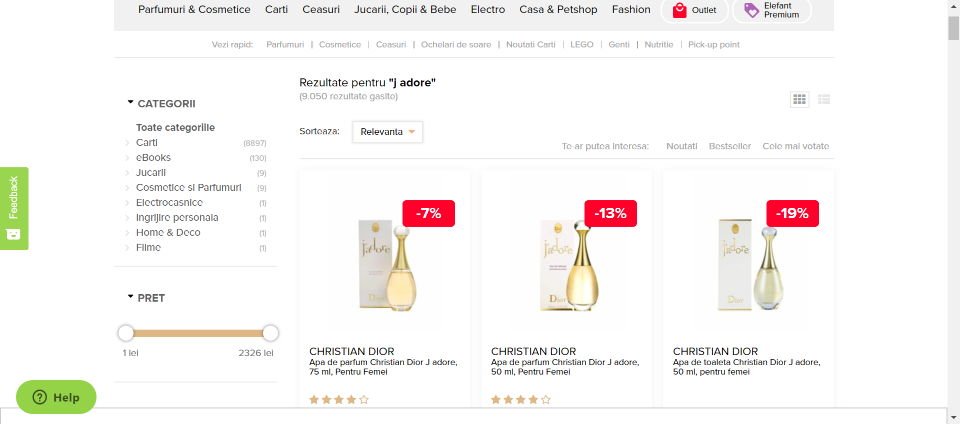 Parfumuri & Cosmetice Carti Ceasuri Jucarii, Copii & Bebe Electro Casa & Petshop Fashion Outlet Elefant Premium
Vezi rapid: Parfumuri | Cosmetice | Ceasuri | Ochelari de soare | Noutati Carti | LEGO | Genti | Nutritie | Pick-up point
Rezultate pentru "j adore"
(9.050 rezultate gasite)
CATEGORII
Toate categoriile
Carti (8897)
eBooks (130)
Jucarii (9)
Cosmetice si Parfumuri (9)
Electrocasnice (1)
Ingrijire personala (1)
Home & Deco (1)
Filme (1)
PRET
1 lei 2326 lei
Sorteaza: Relevanta
Te-ar putea interesa: Noutati Bestseller Cele mai votate
-7%
j'adore
Dior
CHRISTIAN DIOR
Apa de parfum Christian Dior J adore,
75 ml, Pentru Femei
-13%
j'adore
Dior
CHRISTIAN DIOR
Apa de parfum Christian Dior J adore,
50 ml, Pentru Femei
-19%
j'adore
Dior
CHRISTIAN DIOR
Apa de toaleta Christian Dior J adore,
50 ml, pentru femei
Feedback
Help